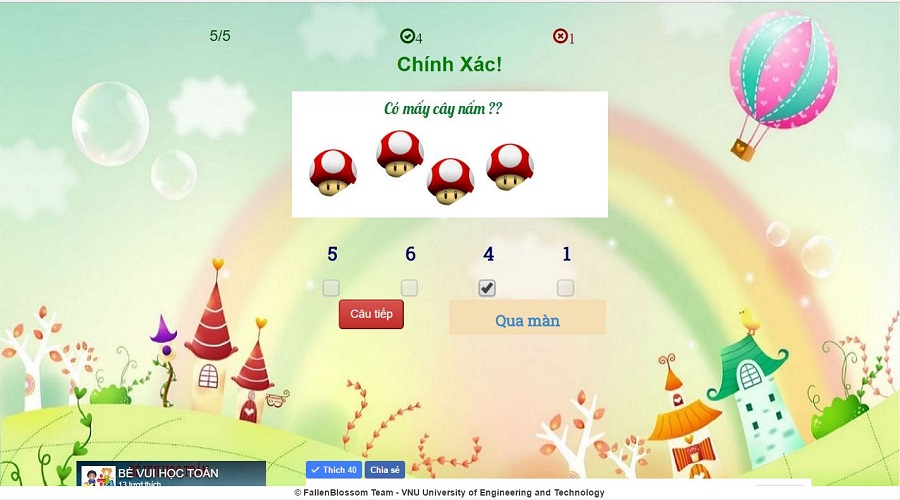 5/5
4
1
Chính Xác!
Có mấy cây nấm ??
5
6
4
1
Câu tiếp
Qua màn
BÉ VUI HỌC TOÁN
13 lượt thích
Thích 40
Chia sẻ
© FallenBlossom Team - VNU University of Engineering and Technology